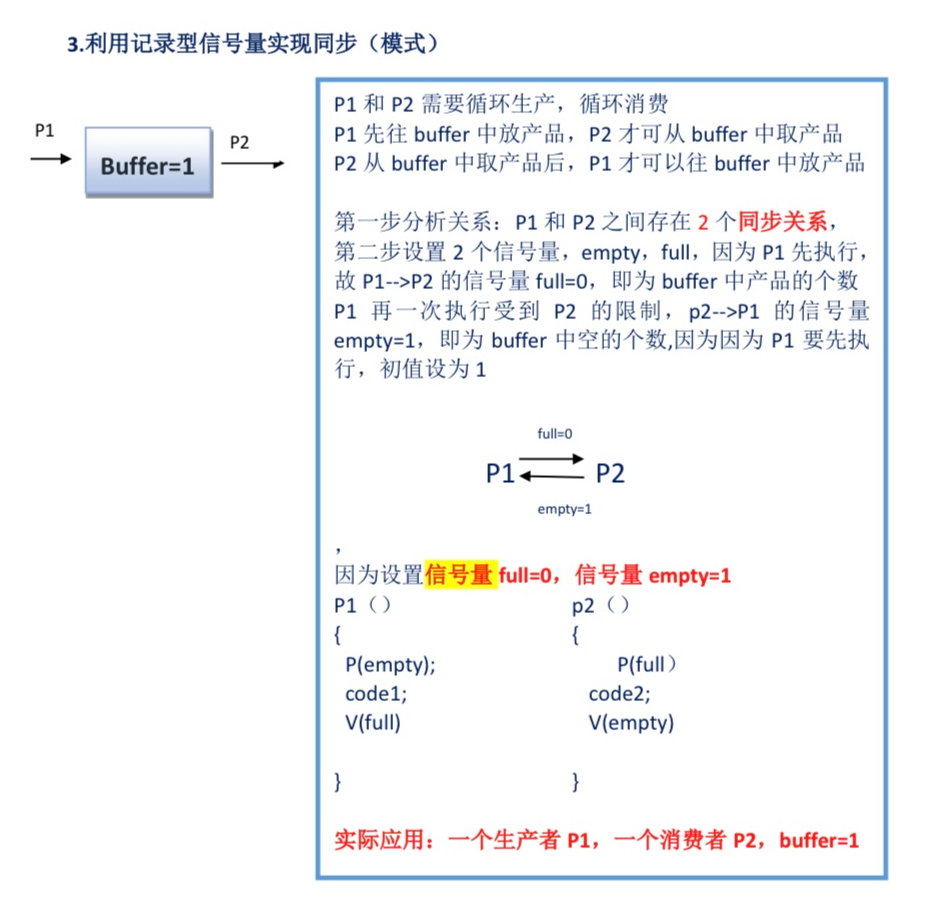 3.利用记录型信号量实现同步（模式）
P1
Buffer=1
P2
P1 和 P2 需要循环生产，循环消费
P1 先往 buffer 中放产品，P2 才可从 buffer 中取产品
P2 从 buffer 中取产品后，P1 才可以往 buffer 中放产品
第一步分析关系：P1 和 P2 之间存在 2 个同步关系，
第二步设置 2 个信号量，empty，full，因为 P1 先执行，
故 P1-->P2 的信号量 full=0，即为 buffer 中产品的个数
P1 再一次执行受到 P2 的限制，p2-->P1 的信号量
empty=1，即为 buffer 中空的个数,因为因为 P1 要先执
行，初值设为 1
full=0
P1 P2
empty=1
，
因为设置信号量 full=0，信号量 empty=1
P1（） p2（）
{ {
P(empty); P(full）
code1; code2;
V(full) V(empty)
} }
实际应用：一个生产者 P1，一个消费者 P2，buffer=1